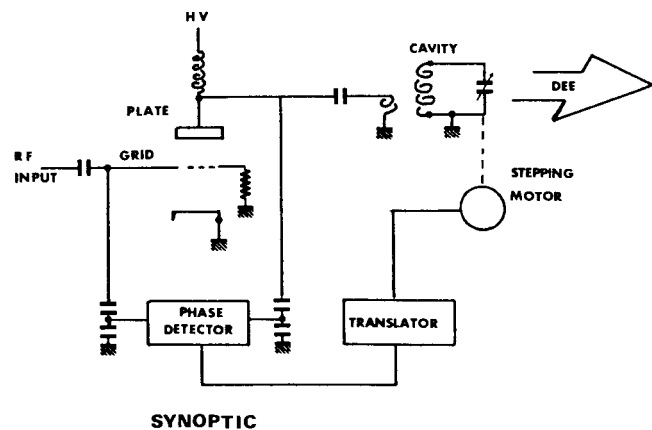 HV
CAVITY
DEE
PLATE
RF
INPUT
GRID
STEPPING
MOTOR
PHASE
DETECTOR
TRANSLATOR
SYNOPTIC